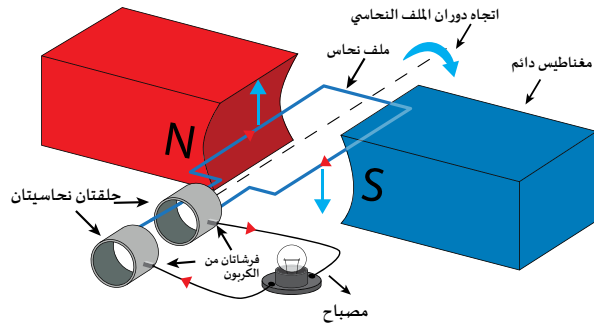 اتجاه دوران الملف النحاسي
ملف نحاس
مغناطيس دائم
N
S
حلقتان نحاسيتان
فرشاتان من
الكربون
مصباح